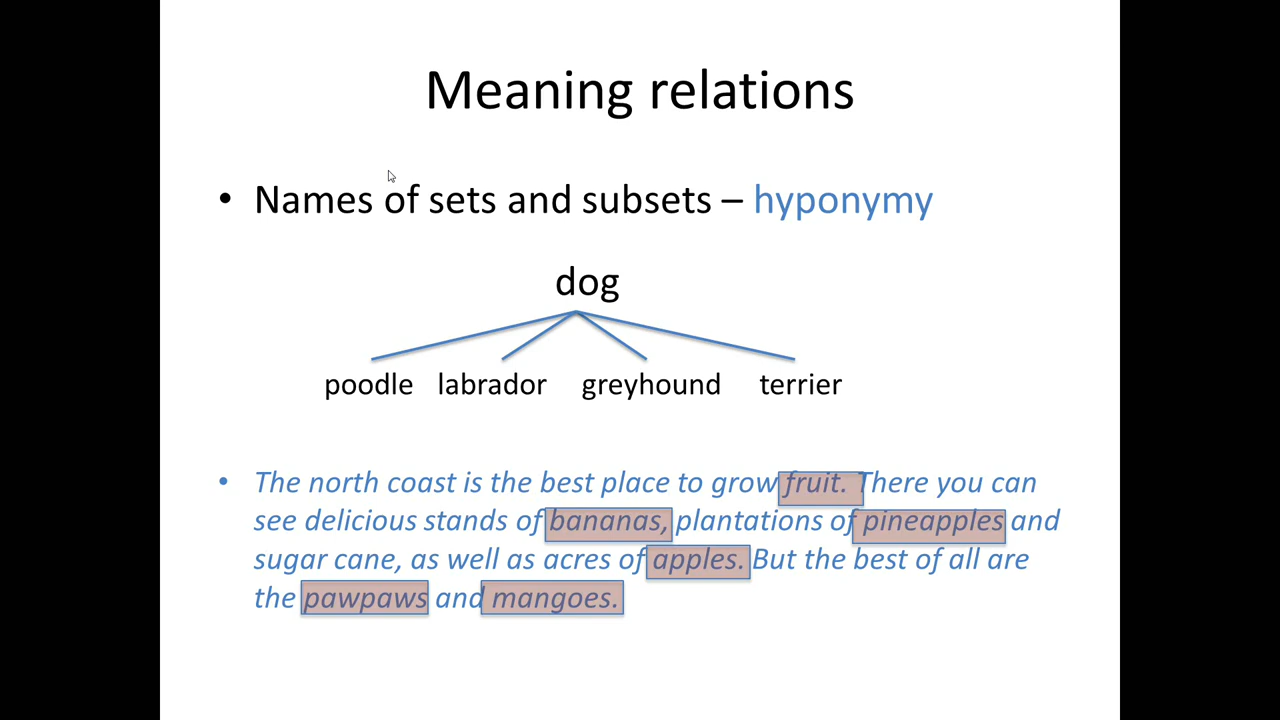 Meaning relations
• Names of sets and subsets – hyponymy
dog
poodle labrador greyhound terrier
• The north coast is the best place to grow fruit. There you can
see delicious stands of bananas, plantations of pineapples and
sugar cane, as well as acres of apples. But the best of all are
the pawpaws and mangoes.